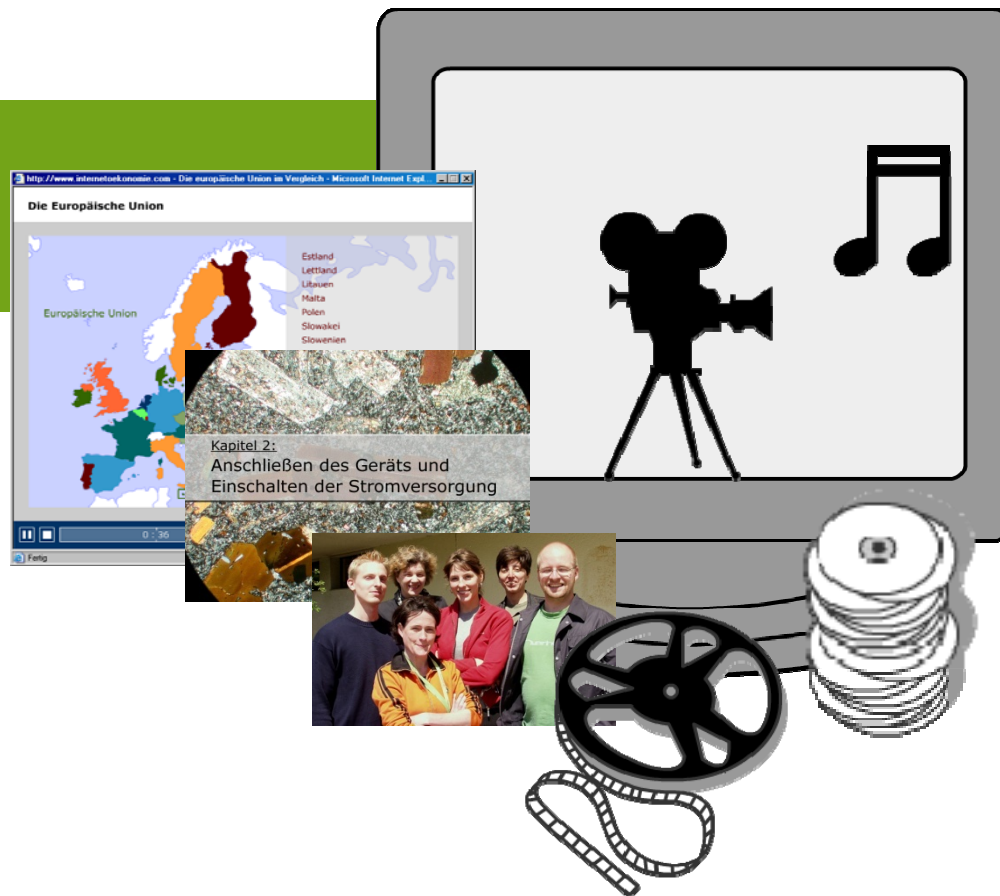 http://www.internetoekonomie.com - Die europäische Union im Vergleich - Microsoft Internet Expl...
Die Europäische Union
Estland
Lettland
Litauen
Malta
Polen
Slowakei
Slowenien
Europäische Union
Kapitel 2:
Anschließen des Geräts und
Einschalten der Stromversorgung
0 : 36
Fertig